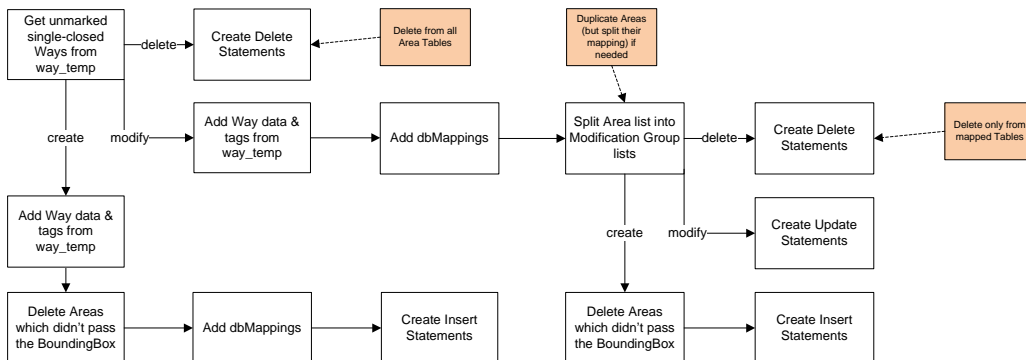 Get unmarked
single-closed
Ways from
way_temp
delete
Create Delete
Statements
Delete from all
Area Tables
Duplicate Areas
(but split their
mapping) if
needed
create
modify
Add Way data &
tags from
way_temp
Add dbMappings
Split Area list into
Modification Group
lists
delete
Create Delete
Statements
Delete only from
mapped Tables
Add Way data &
tags from
way_temp
create
modify
Create Update
Statements
Delete Areas
which didn't pass
the BoundingBox
Add dbMappings
Create Insert
Statements
Delete Areas
which didn't pass
the BoundingBox
Create Insert
Statements